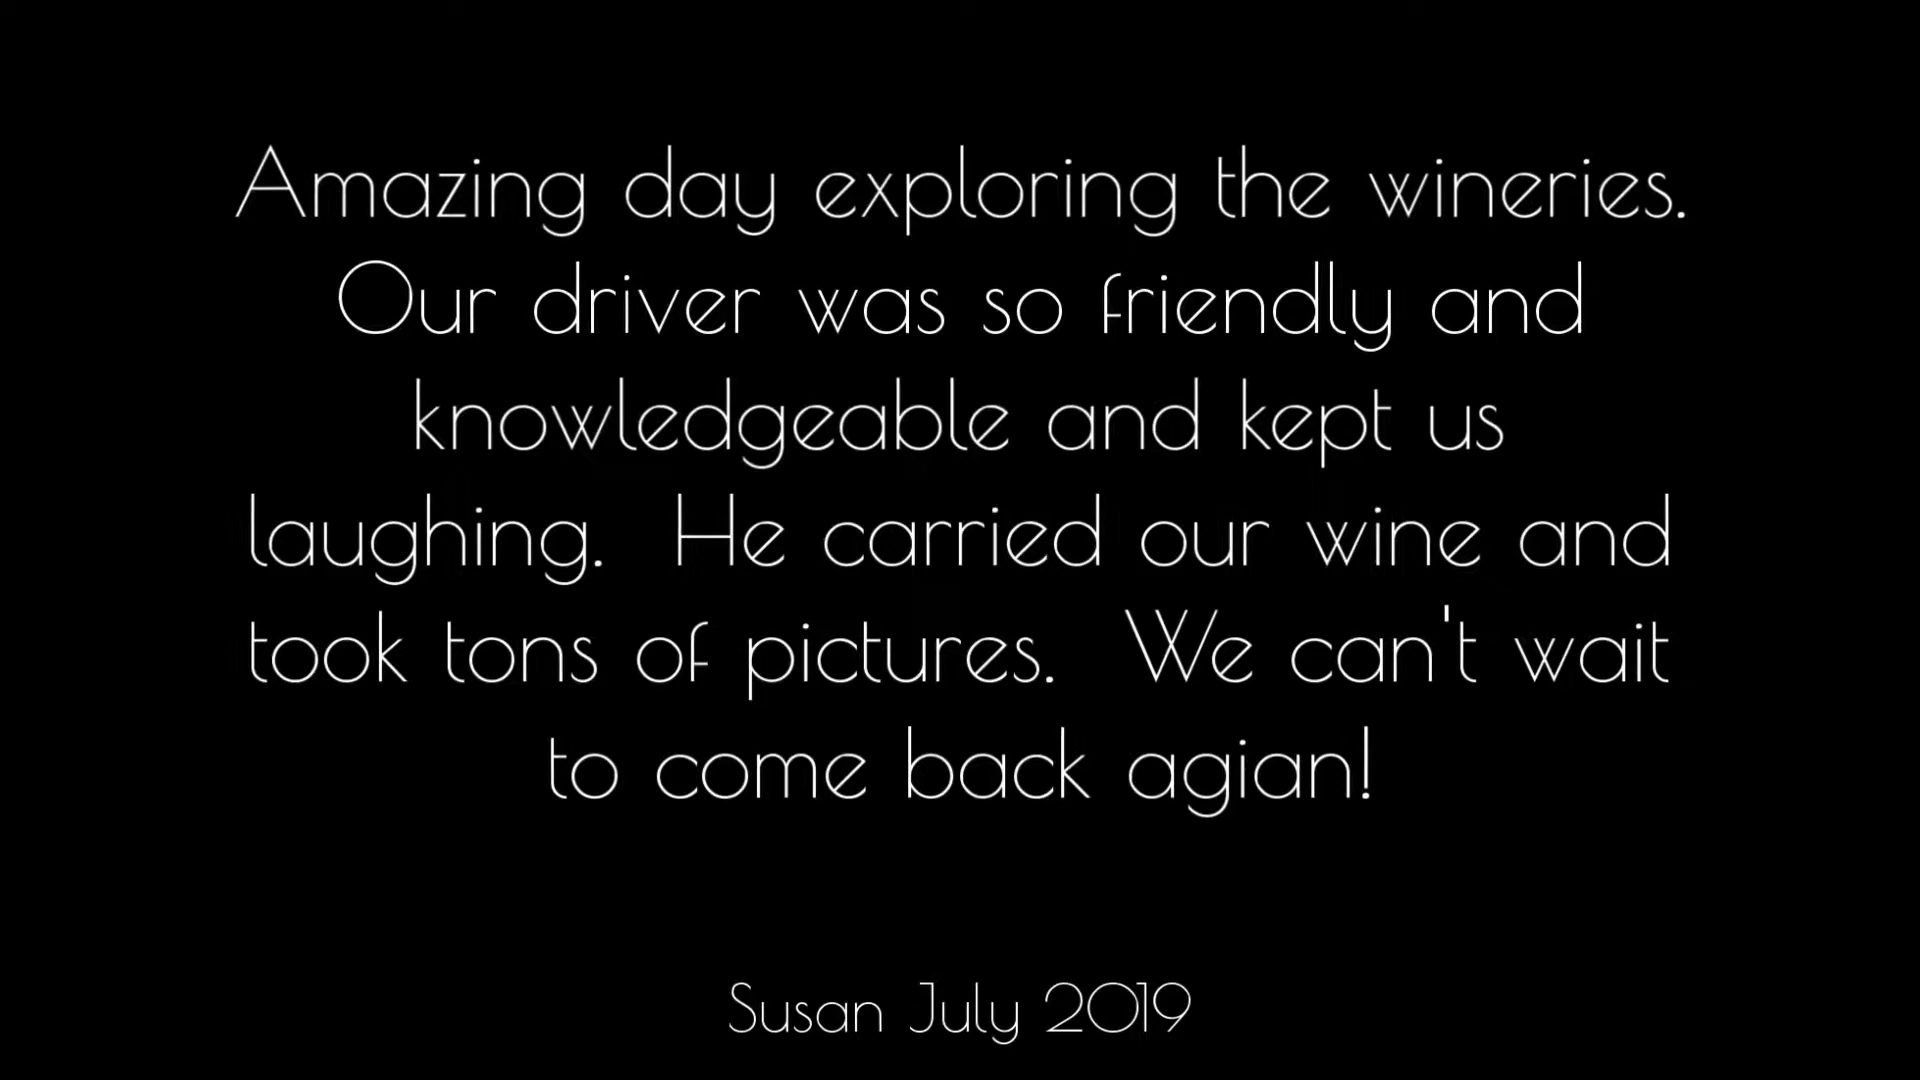 Amazing day exploring the wineries.
Our driver was so friendly and
knowledgeable and kept us
laughing.  He carried our wine and
took tons of pictures.  We can't wait
to come back agian!
Susan July 2019